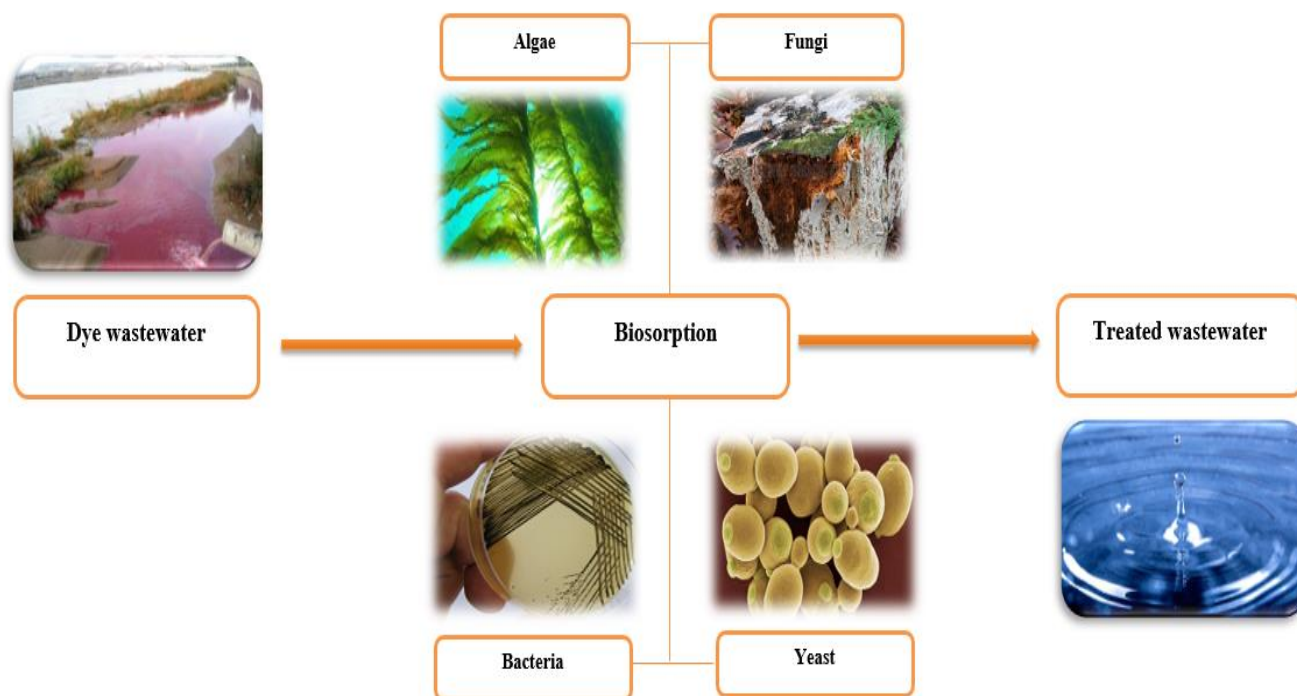 Algae
Fungi
Dye wastewater
Biosorption
Treated wastewater
Bacteria
Yeast